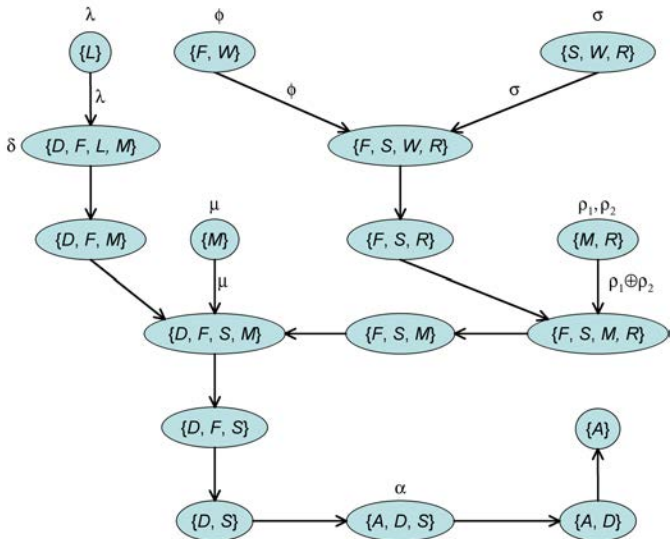 λ φ σ
{L} {F, W} {S, W, R}
λ φ σ
δ {D, F, L, M} {F, S, W, R}
μ ρ₁,ρ₂
{D, F, M} {M} {F, S, R} {M, R}
μ ρ₁⊕ρ₂
{D, F, S, M} {F, S, M} {F, S, M, R}
{D, F, S} {A}
α
{D, S} {A, D, S} {A, D}